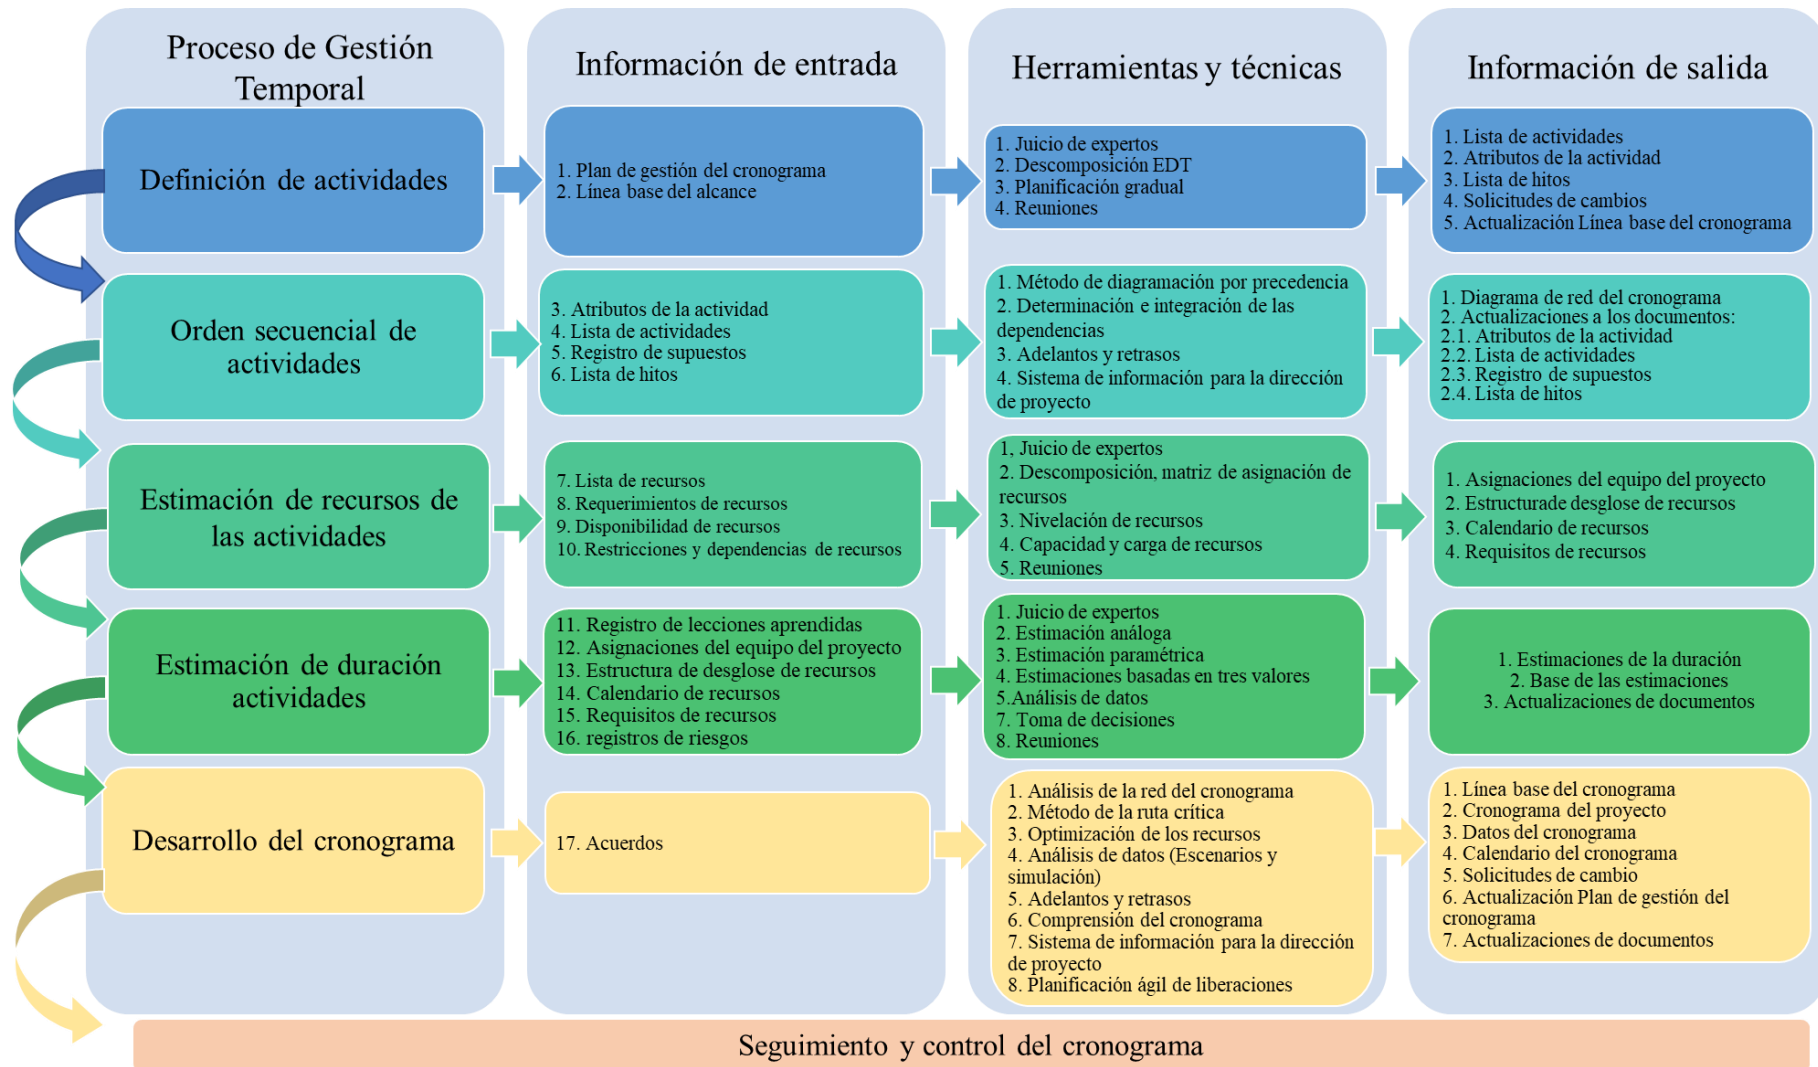 Proceso de Gestión
Temporal
Información de entrada
Herramientas y técnicas
Información de salida
Definición de actividades
1. Plan de gestión del cronograma
2. Línea base del alcance
1. Juicio de expertos
2. Descomposición EDT
3. Planificación gradual
4. Reuniones
1. Lista de actividades
2. Atributos de la actividad
3. Lista de hitos
4. Solicitudes de cambios
5. Actualización Línea base del cronograma
Orden secuencial de
actividades
3. Atributos de la actividad
4. Lista de actividades
5. Registro de supuestos
6. Lista de hitos
1. Método de diagramación por precedencia
2. Determinación e integración de las
dependencias
3. Adelantos y retrasos
4. Sistema de información para la dirección
de proyecto
1. Diagrama de red del cronograma
2. Actualizaciones a los documentos:
2.1. Atributos de la actividad
2.2. Lista de actividades
2.3. Registro de supuestos
2.4. Lista de hitos
Estimación de recursos de
las actividades
7. Lista de recursos
8. Requerimientos de recursos
9. Disponibilidad de recursos
10. Restricciones y dependencias de recursos
1, Juicio de expertos
2. Descomposición, matriz de asignación de
recursos
3. Nivelación de recursos
4. Capacidad y carga de recursos
5. Reuniones
1. Asignaciones del equipo del proyecto
2. Estructurade desglose de recursos
3. Calendario de recursos
4. Requisitos de recursos
Estimación de duración
actividades
11. Registro de lecciones aprendidas
12. Asignaciones del equipo del proyecto
13. Estructura de desglose de recursos
14. Calendario de recursos
15. Requisitos de recursos
16. registros de riesgos
1. Juicio de expertos
2. Estimación análoga
3. Estimación paramétrica
4. Estimaciones basadas en tres valores
5.Análisis de datos
7. Toma de decisiones
8. Reuniones
1. Estimaciones de la duración
2. Base de las estimaciones
3. Actualizaciones de documentos
Desarrollo del cronograma
17. Acuerdos
1. Análisis de la red del cronograma
2. Método de la ruta crítica
3. Optimización de los recursos
4. Análisis de datos (Escenarios y
simulación)
5. Adelantos y retrasos
6. Comprensión del cronograma
7. Sistema de información para la dirección
de proyecto
8. Planificación ágil de liberaciones
1. Línea base del cronograma
2. Cronograma del proyecto
3. Datos del cronograma
4. Calendario del cronograma
5. Solicitudes de cambio
6. Actualización Plan de gestión del
cronograma
7. Actualizaciones de documentos
Seguimiento y control del cronograma